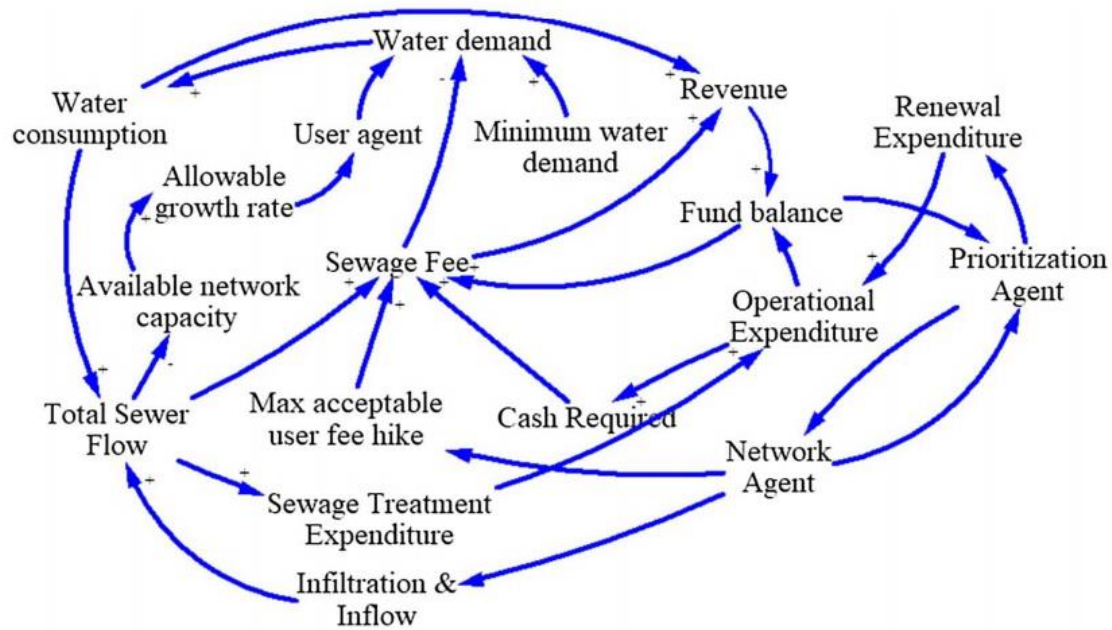 Water demand
Water
consumption
User agent
Minimum water
demand
Revenue
Renewal
Expenditure
Allowable
growth rate
Fund balance
Sewage Fee
Prioritization
Agent
Available network
capacity
Operational
Expenditure
Total Sewer
Flow
Max acceptable
user fee hike
Cash Required
Network
Agent
Sewage Treatment
Expenditure
Infiltration &
Inflow